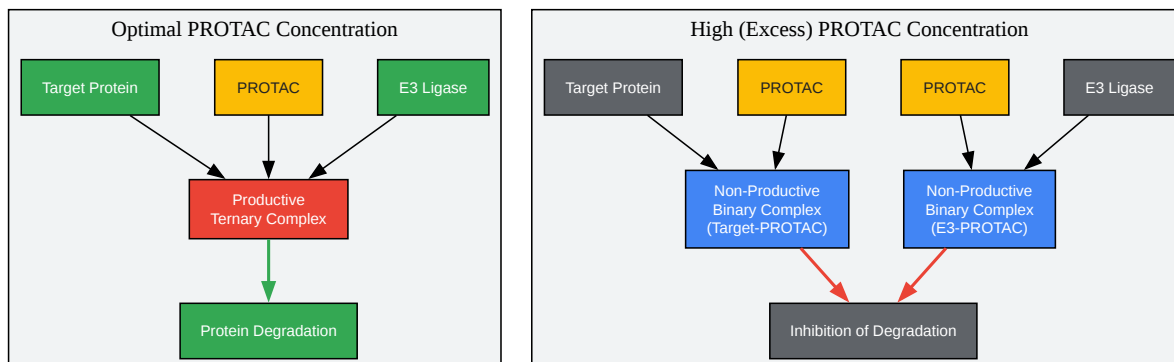 Optimal PROTAC Concentration
Target Protein
PROTAC
E3 Ligase
Productive
Ternary Complex
Protein Degradation
High (Excess) PROTAC Concentration
Target Protein
PROTAC
PROTAC
E3 Ligase
Non-Productive
Binary Complex
(Target-PROTAC)
Non-Productive
Binary Complex
(E3-PROTAC)
Inhibition of Degradation